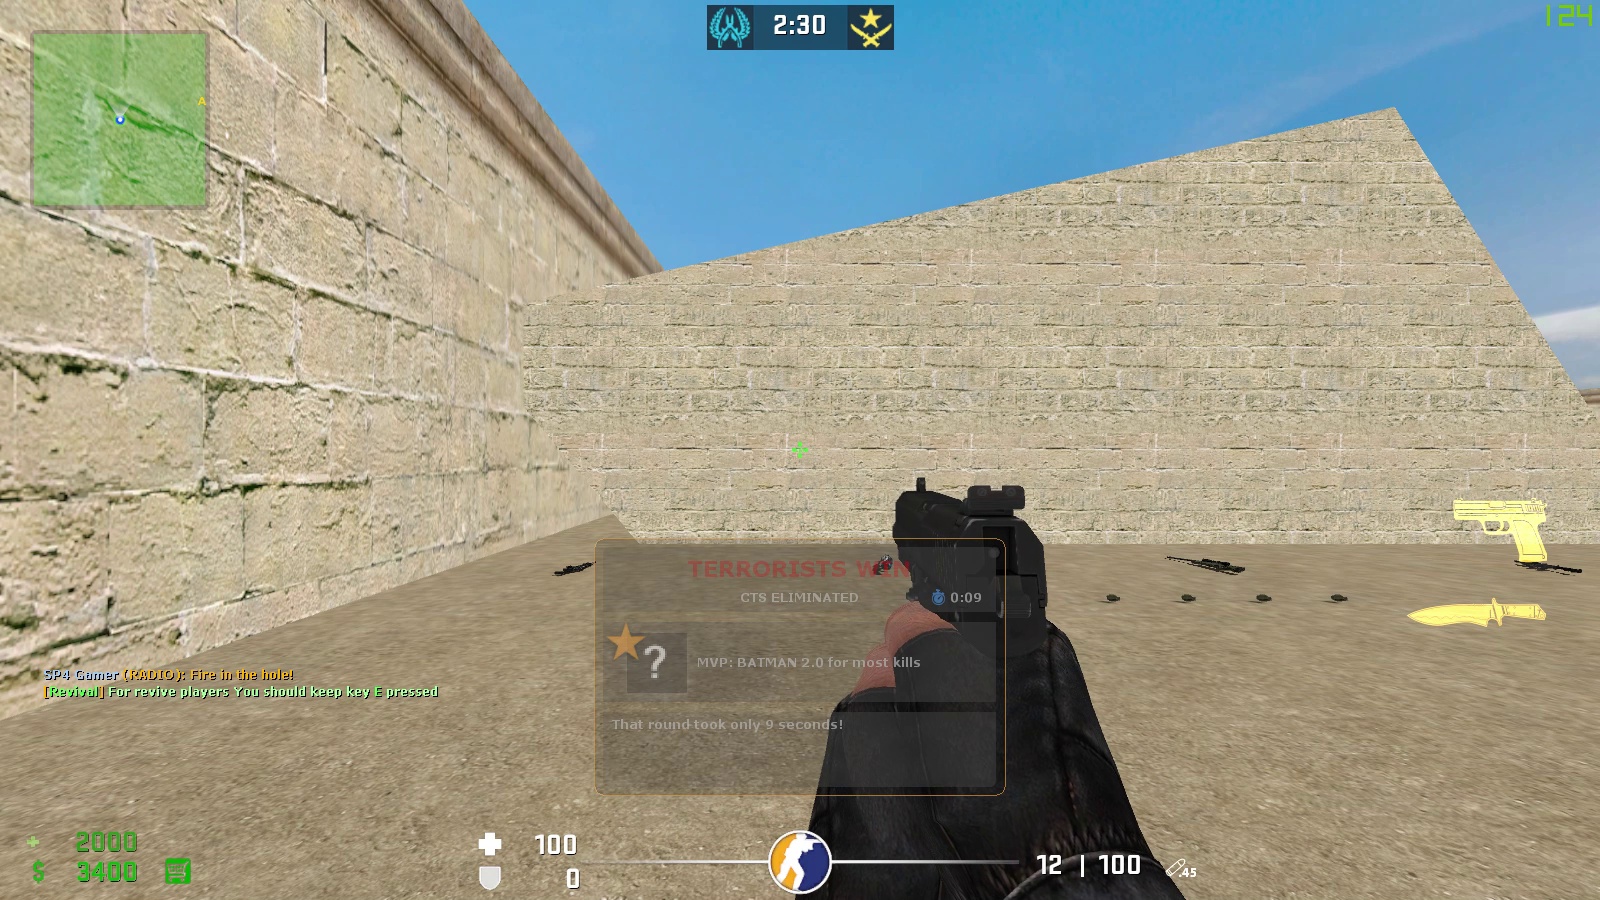 2:30
124
A
TERRORISTS WIN
CTS ELIMINATED
0:09
?
MVP: BATMAN 2.0 for most kills
That round took only 9 seconds!
SP4 Gamer (RADIO): Fire in the hole!
[Revival] For revive players You should keep key E pressed
+ 2000
$ 3400
100
0
12 | 100
.45